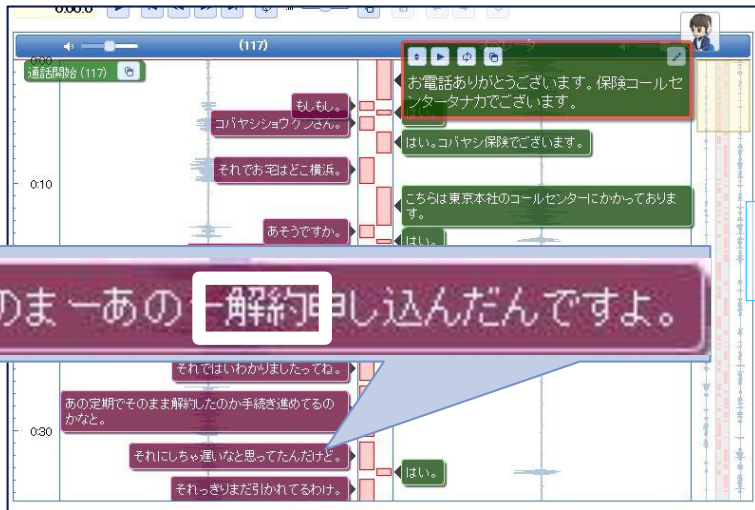 (117)
0:00
通話開始(117)
お電話ありがとうございます。保険コールセ
ンタータナカでございます。
もしもし。
はい。
コバヤシショウケンさん。
はい。コバヤシ保険でございます。
それでお宅はどこ横浜。
0:10
こちらは東京本社のコールセンターにかかっておりま
す。
あそうですか。
はい。
のまーあのー解約申し込んだんですよ。
それではいわかりましたってね。
あの定期でそのまま解約したのか手続き進めてるの
かなと。
0:30
それにしちゃ遅いなと思ってたんだけど。
はい。
それっきりまだ引かれてるわけ。